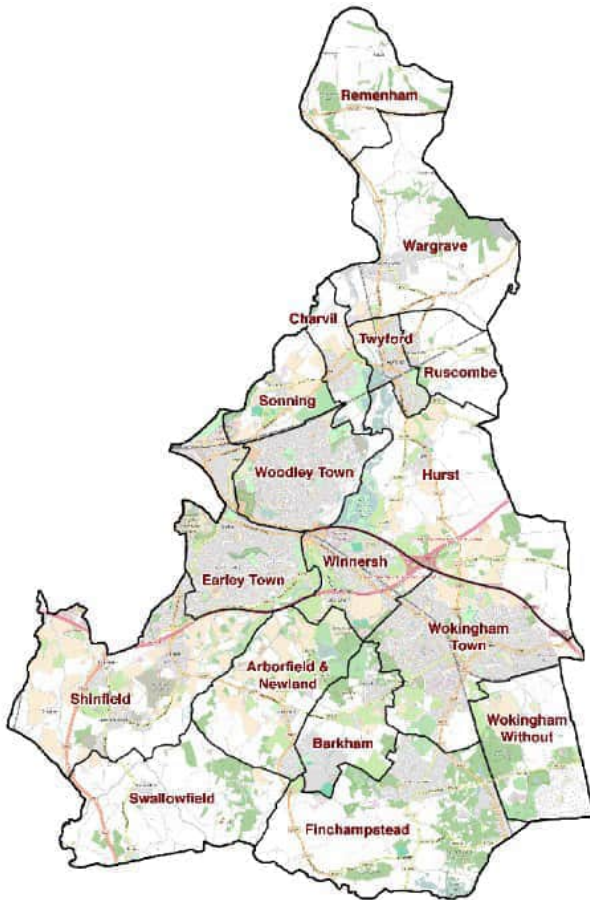 Remenham
Wargrave
Charvil
Twyford
Ruscombe
Sonning
Woodley Town
Hurst
Winnersh
Earley Town
Wokingham
Town
Arborfield &
Newland
Shinfield
Wokingham
Without
Barkham
Swallowfield
Finchampstead